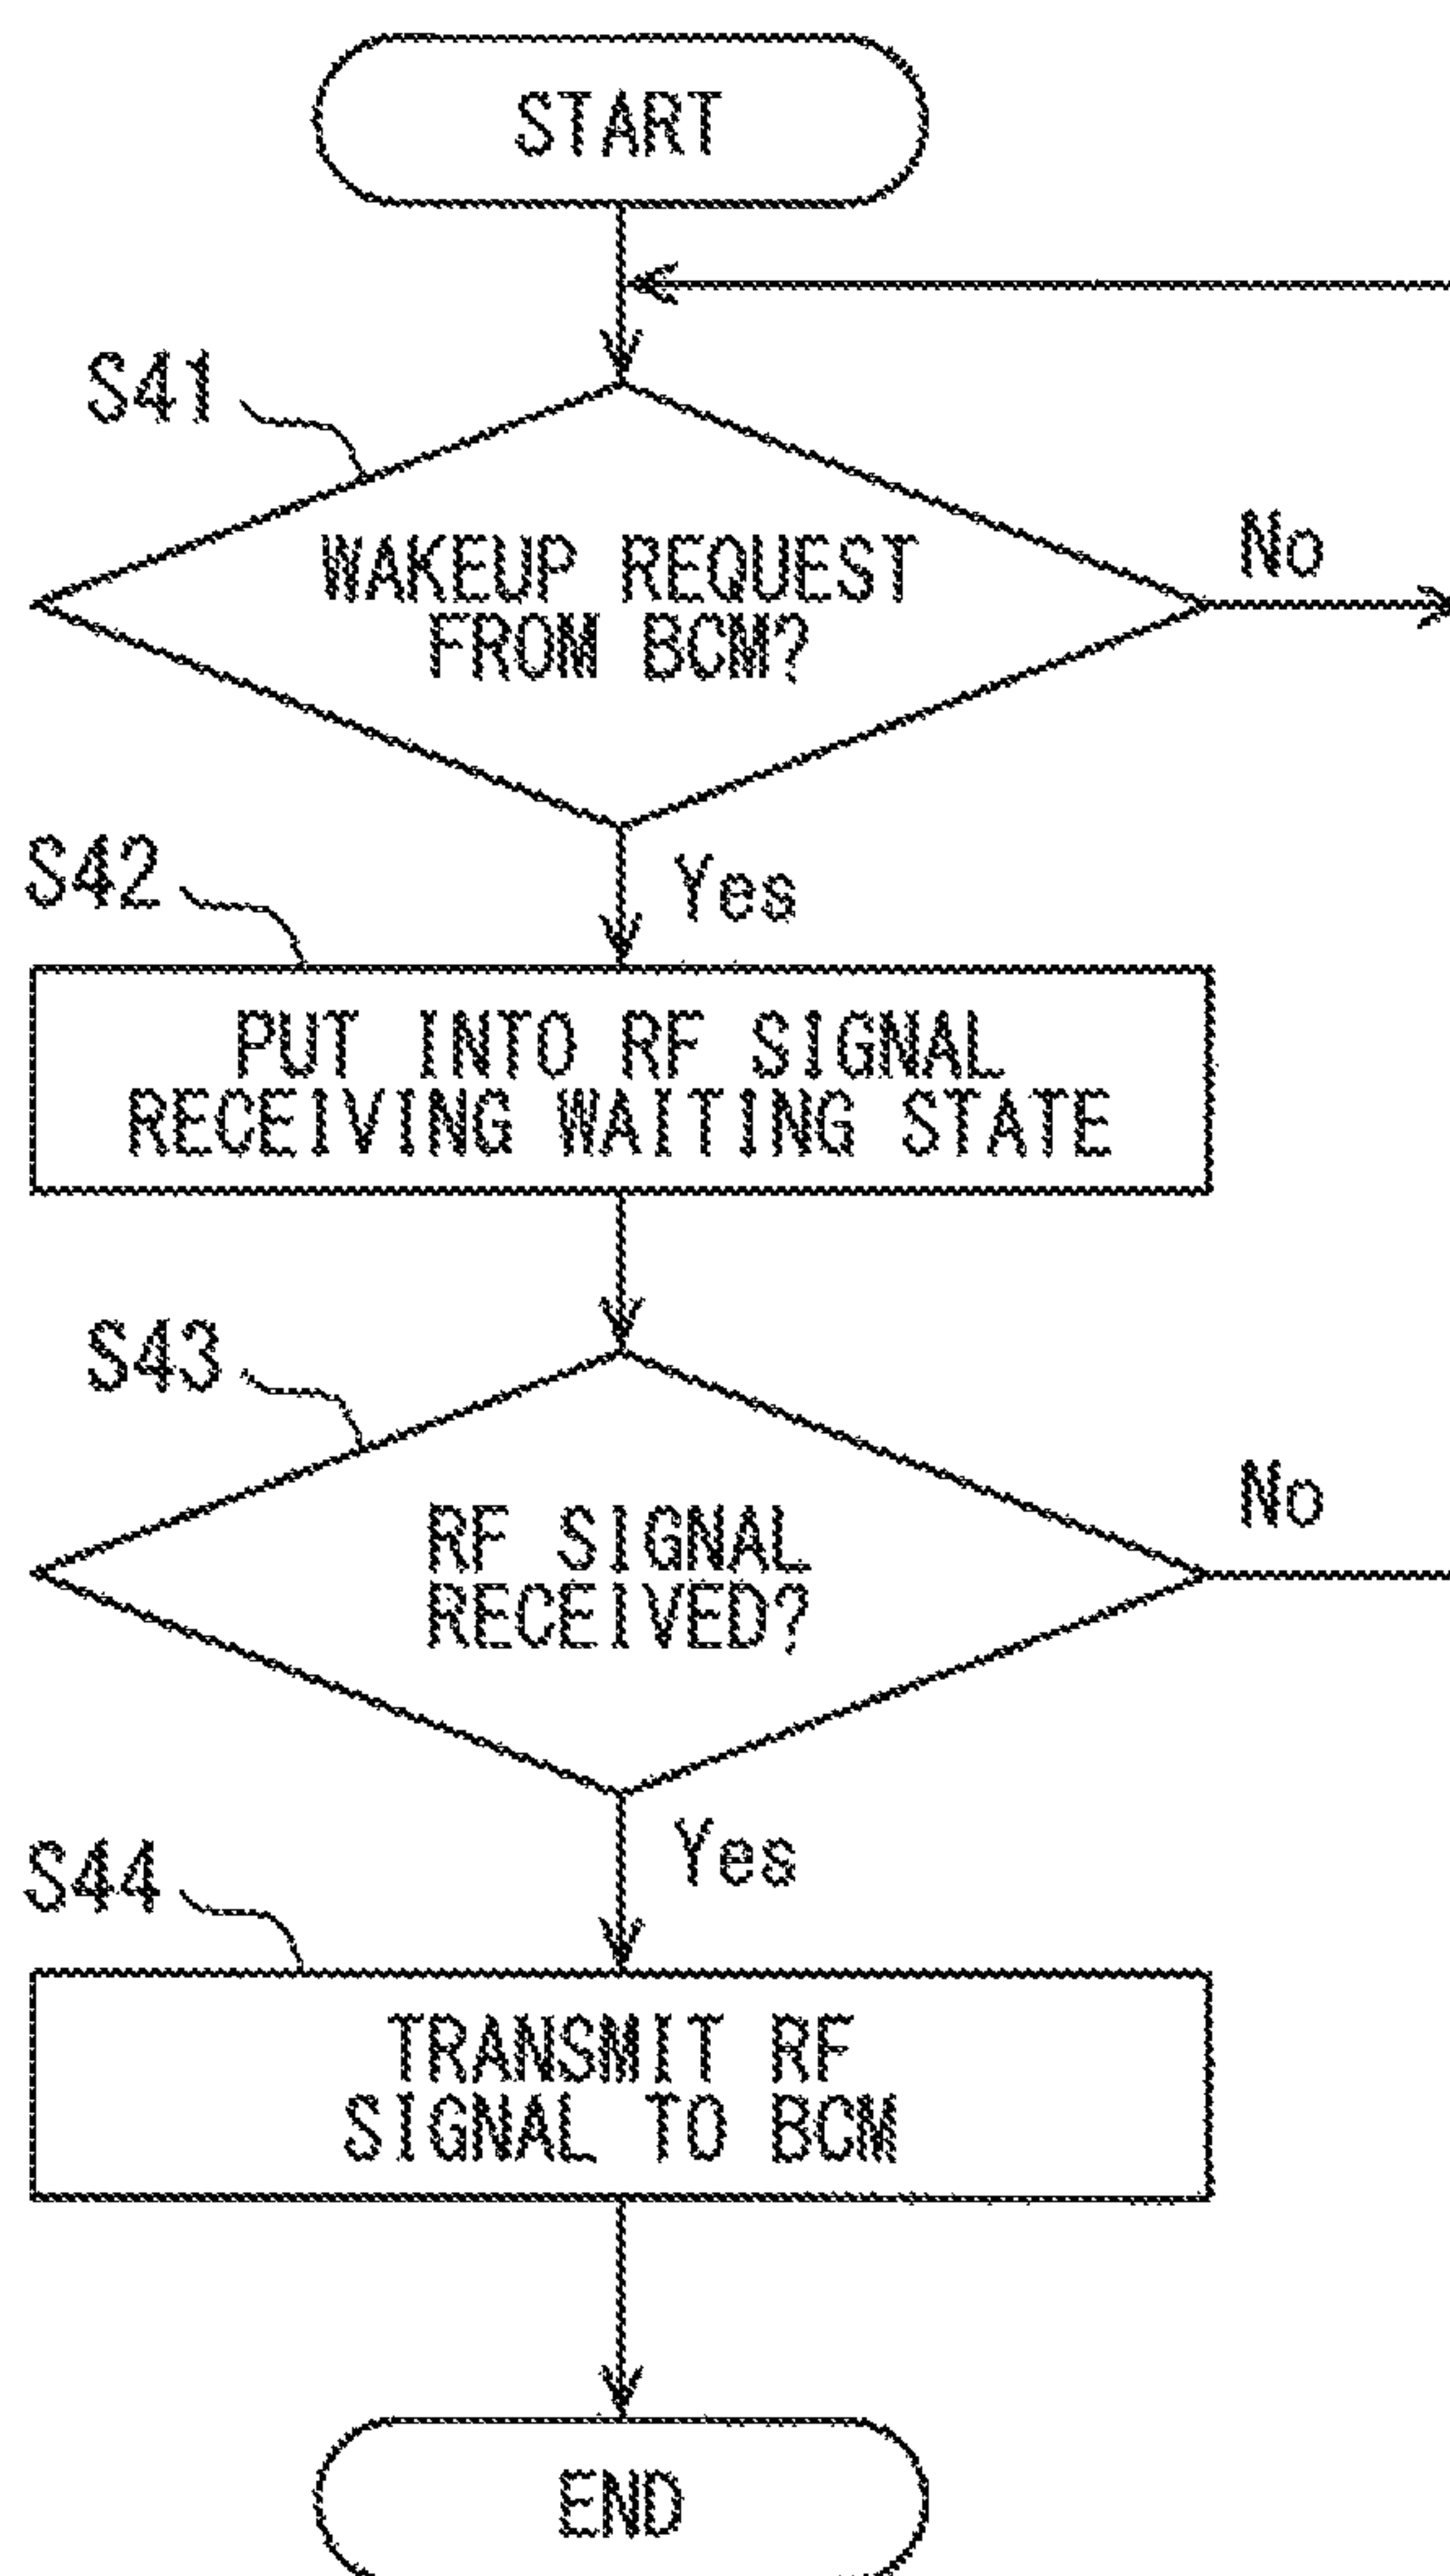 START
S41
WAKEUP REQUEST
FROM BCM?
No
S42
Yes
PUT INTO RF SIGNAL
RECEIVING WAITING STATE
S43
RF SIGNAL
RECEIVED?
No
S44
Yes
TRANSMIT RF
SIGNAL TO BCM
END